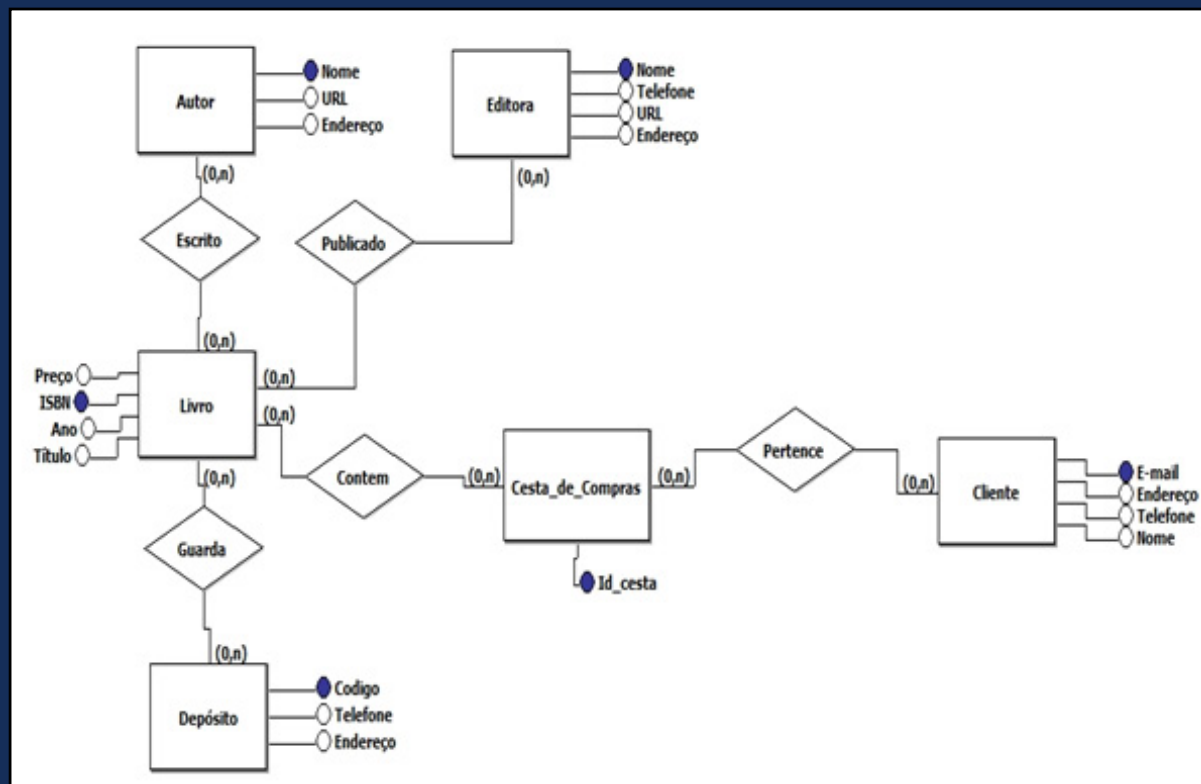 Autor
Nome
URL
Endereço
(0,n)
Escrito
(0,n)
Editora
Nome
Telefone
URL
Endereço
(0,n)
Publicado
(0,n)
Preço
ISBN
Ano
Título
Livro
(0,n)
Contem
(0,n)
Cesta_de_Compras
Id_cesta
(0,n)
Pertence
(0,n)
Cliente
E-mail
Endereço
Telefone
Nome
(0,n)
Guarda
(0,n)
Depósito
Codigo
Telefone
Endereço